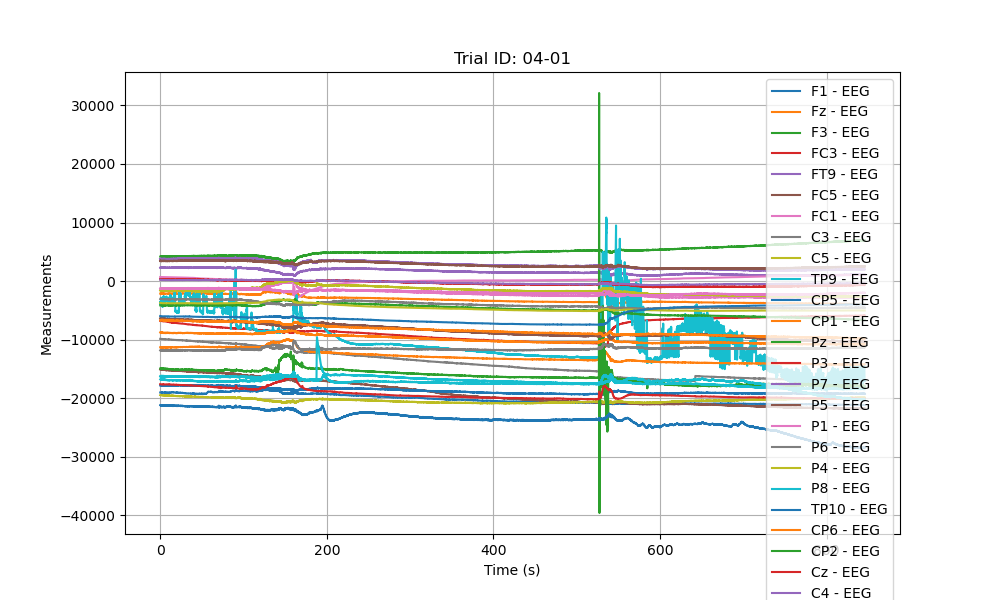 Trial ID: 04-01
Measurements
30000
20000
10000
0
−10000
−20000
−30000
−40000
0
200
400
600
Time (s)
F1 - EEG
Fz - EEG
F3 - EEG
FC3 - EEG
FT9 - EEG
FC5 - EEG
FC1 - EEG
C3 - EEG
C5 - EEG
TP9 - EEG
CP5 - EEG
CP1 - EEG
Pz - EEG
P3 - EEG
P7 - EEG
P5 - EEG
P1 - EEG
P6 - EEG
P4 - EEG
P8 - EEG
TP10 - EEG
CP6 - EEG
CP2 - EEG
Cz - EEG
C4 - EEG